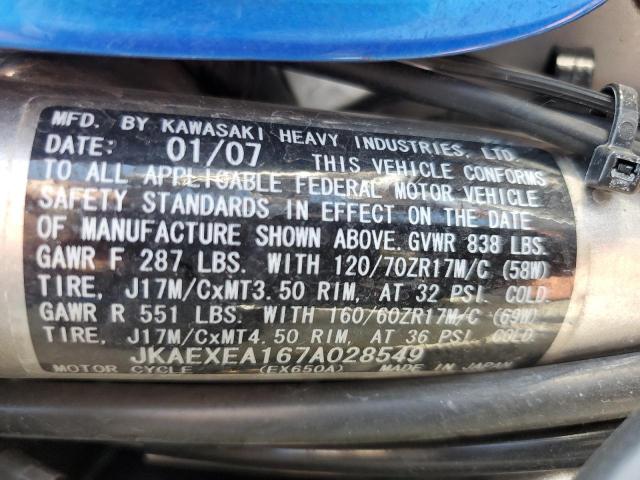 MFD. BY KAWASAKI HEAVY INDUSTRIES, LTD.
DATE: 01/07 THIS VEHICLE CONFORMS
TO ALL APPLICABLE FEDERAL MOTOR VEHICLE
SAFETY STANDARDS IN EFFECT ON THE DATE
OF MANUFACTURE SHOWN ABOVE. GVWR 838 LBS.
GAWR F 287 LBS. WITH 120/70ZR17M/C (58W)
TIRE, J17M/CxMT3.50 RIM, AT 32 PSI. COLD.
GAWR R 551 LBS. WITH 160/60ZR17M/C (69W)
TIRE, J17M/CxMT4.50 RIM, AT 36 PSI. COLD.
JKAEXEA167A028549
MOTOR CYCLE (EX650A) MADE IN JAPAN